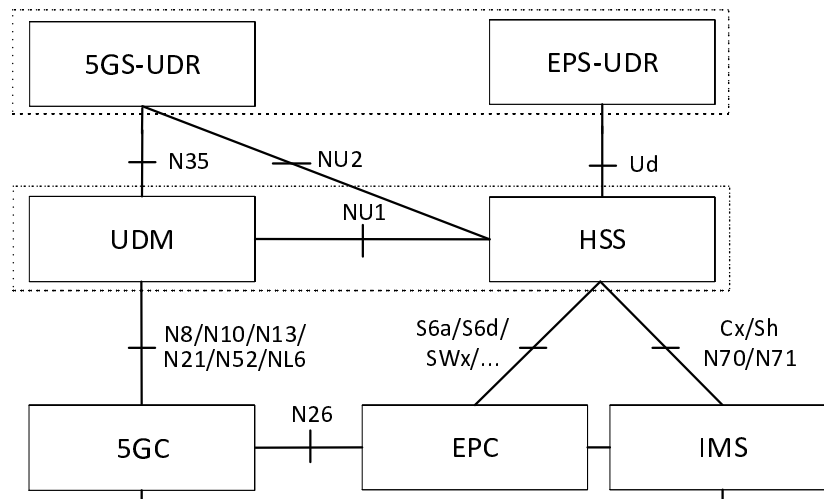 5GS-UDR
EPS-UDR
N35
NU2
Ud
UDM
NU1
HSS
N8/N10/N13/
N21/N52/NL6
S6a/S6d/
SWx/...
Cx/Sh
N70/N71
5GC
N26
EPC
IMS